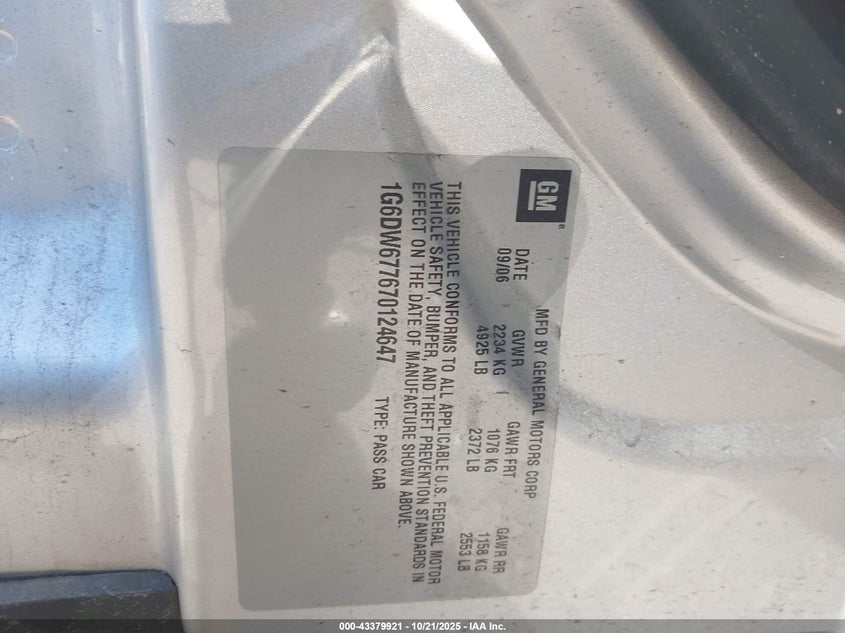 GM
MFD BY GENERAL MOTORS CORP
DATE GVWR GAWR FRT GAWR RR
09/06 2234 KG 1076 KG 1158 KG
4925 LB 2372 LB 2553 LB
THIS VEHICLE CONFORMS TO ALL APPLICABLE U.S. FEDERAL MOTOR
VEHICLE SAFETY, BUMPER, AND THEFT PREVENTION STANDARDS IN
EFFECT ON THE DATE OF MANUFACTURE SHOWN ABOVE.
1G6DW677670124647 TYPE: PASS CAR
000-43379921 - 10/21/2025 - IAA Inc.